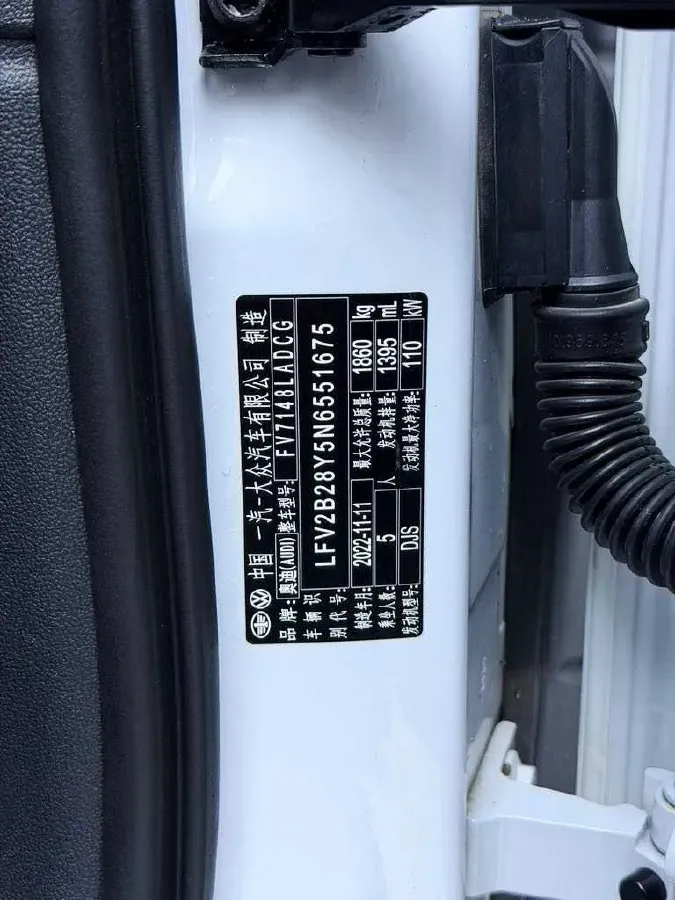 中国 一汽-大众汽车有限公司 制造
品牌: 奥迪(AUDI) 整车型号: FV7148LADCG
车辆识别代号: LFV2B28Y5N6551675
制造年月: 2022-11-11 最大允许总质量: 1860 kg
乘坐人数: 5 人 发动机排量: 1395 mL
发动机型号: DJS 发动机最大净功率: 110 kW